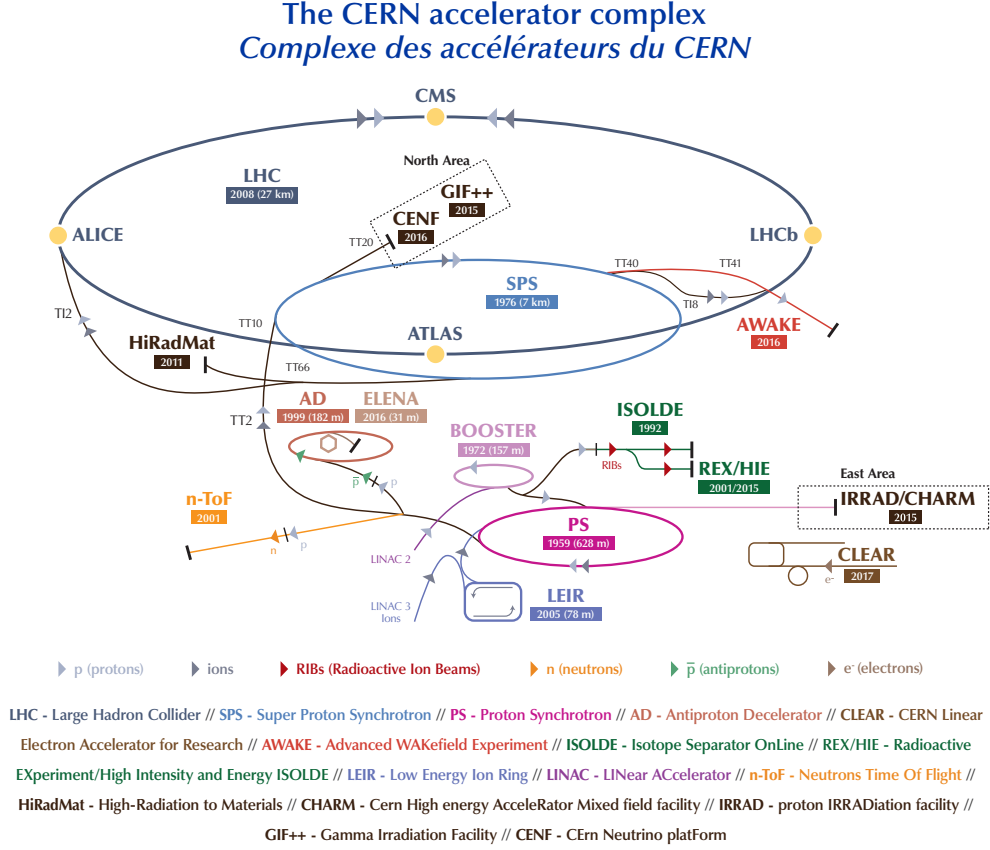 The CERN accelerator complex
Complexe des accélérateurs du CERN
CMS
North Area
LHC
2008 (27 km)
GIF++
2015
CENF
2016
TT20
ALICE
LHCb
TT40
TT41
SPS
1976 (7 km)
TI8
TI2
TT10
AWAKE
2016
ATLAS
HiRadMat
2011
TT66
AD
1999 (182 m)
ELENA
2016 (31 m)
TT2
ISOLDE
1992
BOOSTER
1972 (157 m)
RIBs
REX/HIE
2001/2015
East Area
p̅
p
n-ToF
2001
IRRAD/CHARM
2015
PS
1959 (628 m)
n
p
LINAC 2
CLEAR
2017
e-
LINAC 3
Ions
LEIR
2005 (78 m)
p (protons)
ions
RIBs (Radioactive Ion Beams)
n (neutrons)
p̅ (antiprotons)
e- (electrons)
LHC - Large Hadron Collider // SPS - Super Proton Synchrotron // PS - Proton Synchrotron // AD - Antiproton Decelerator // CLEAR - CERN Linear
Electron Accelerator for Research // AWAKE - Advanced WAKefield Experiment // ISOLDE - Isotope Separator OnLine // REX/HIE - Radioactive
EXperiment/High Intensity and Energy ISOLDE // LEIR - Low Energy Ion Ring // LINAC - LINear ACcelerator // n-ToF - Neutrons Time Of Flight //
HiRadMat - High-Radiation to Materials // CHARM - Cern High energy AcceleRator Mixed field facility // IRRAD - proton IRRADiation facility //
GIF++ - Gamma Irradiation Facility // CENF - CErn Neutrino platForm